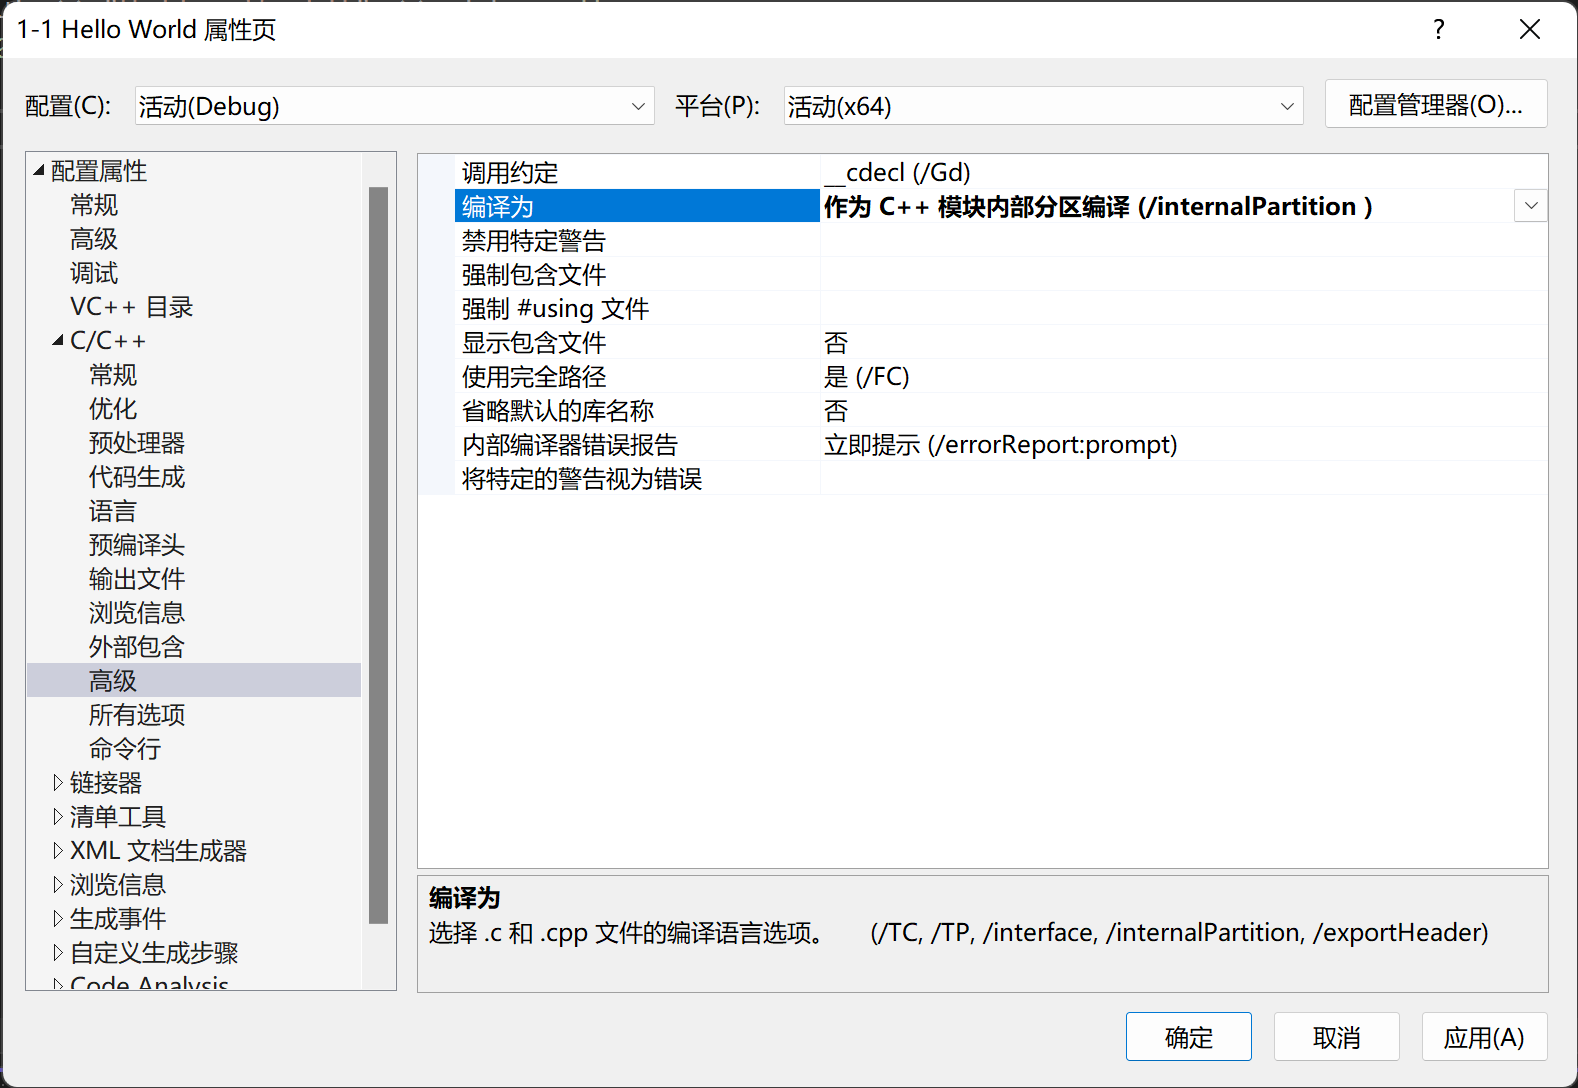 1-1 Hello World 属性页
?
配置(C): 活动(Debug) 平台(P): 活动(x64) 配置管理器(O)...
配置属性
常规
高级
调试
VC++ 目录
C/C++
常规
优化
预处理器
代码生成
语言
预编译头
输出文件
浏览信息
外部包含
高级
所有选项
命令行
链接器
清单工具
XML 文档生成器
浏览信息
生成事件
自定义生成步骤
Code Analysis
调用约定 __cdecl (/Gd)
编译为 作为 C++ 模块内部分区编译 (/internalPartition )
禁用特定警告
强制包含文件
强制 #using 文件
显示包含文件 否
使用完全路径 是 (/FC)
省略默认的库名称 否
内部编译器错误报告 立即提示 (/errorReport:prompt)
将特定的警告视为错误
编译为
选择 .c 和 .cpp 文件的编译语言选项。 (/TC, /TP, /interface, /internalPartition, /exportHeader)
确定 取消 应用(A)